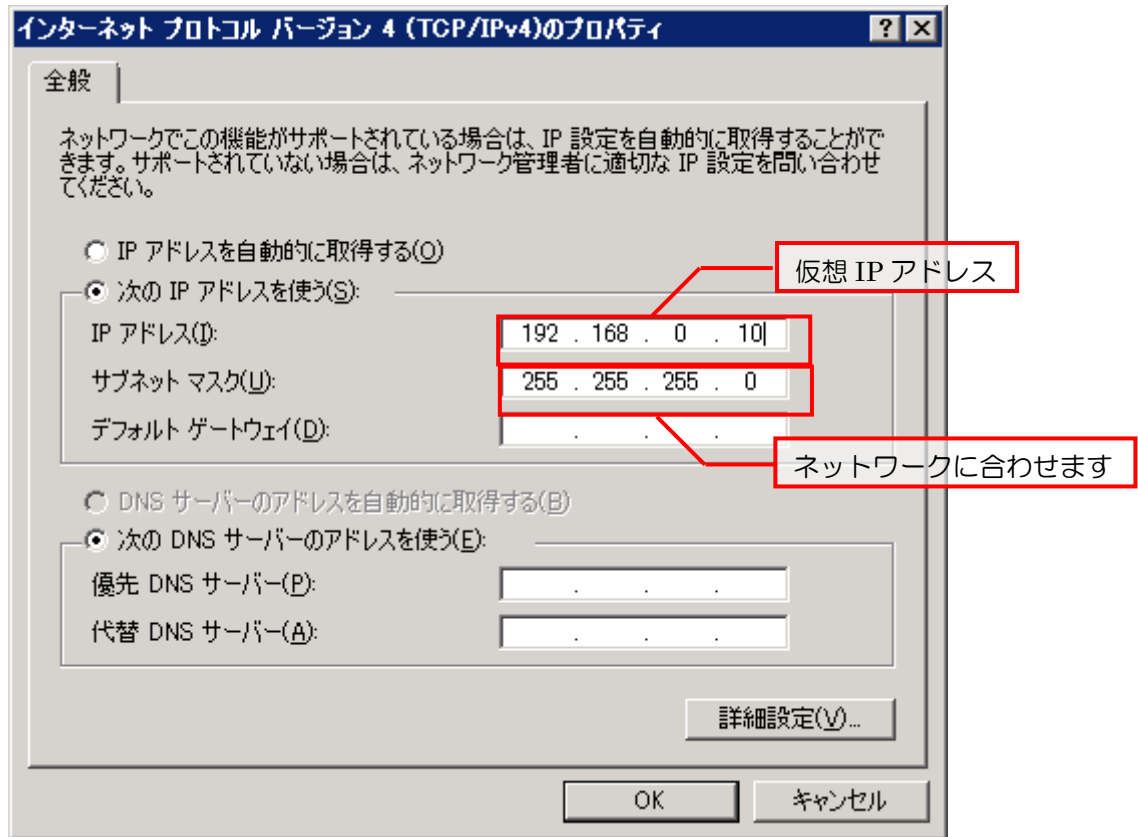 インターネット プロトコル バージョン 4 (TCP/IPv4)のプロパティ
全般
ネットワークでこの機能がサポートされている場合は、IP 設定を自動的に取得することがで
きます。サポートされていない場合は、ネットワーク管理者に適切な IP 設定を問い合わせ
てください。
IP アドレスを自動的に取得する(O)
仮想 IP アドレス
次の IP アドレスを使う(S):
IP アドレス(I): 192 . 168 . 0 . 10
サブネット マスク(U): 255 . 255 . 255 . 0
デフォルト ゲートウェイ(D): . . .
ネットワークに合わせます
DNS サーバーのアドレスを自動的に取得する(B)
次の DNS サーバーのアドレスを使う(E):
優先 DNS サーバー(P): . . .
代替 DNS サーバー(A): . . .
詳細設定(V)...
OK キャンセル